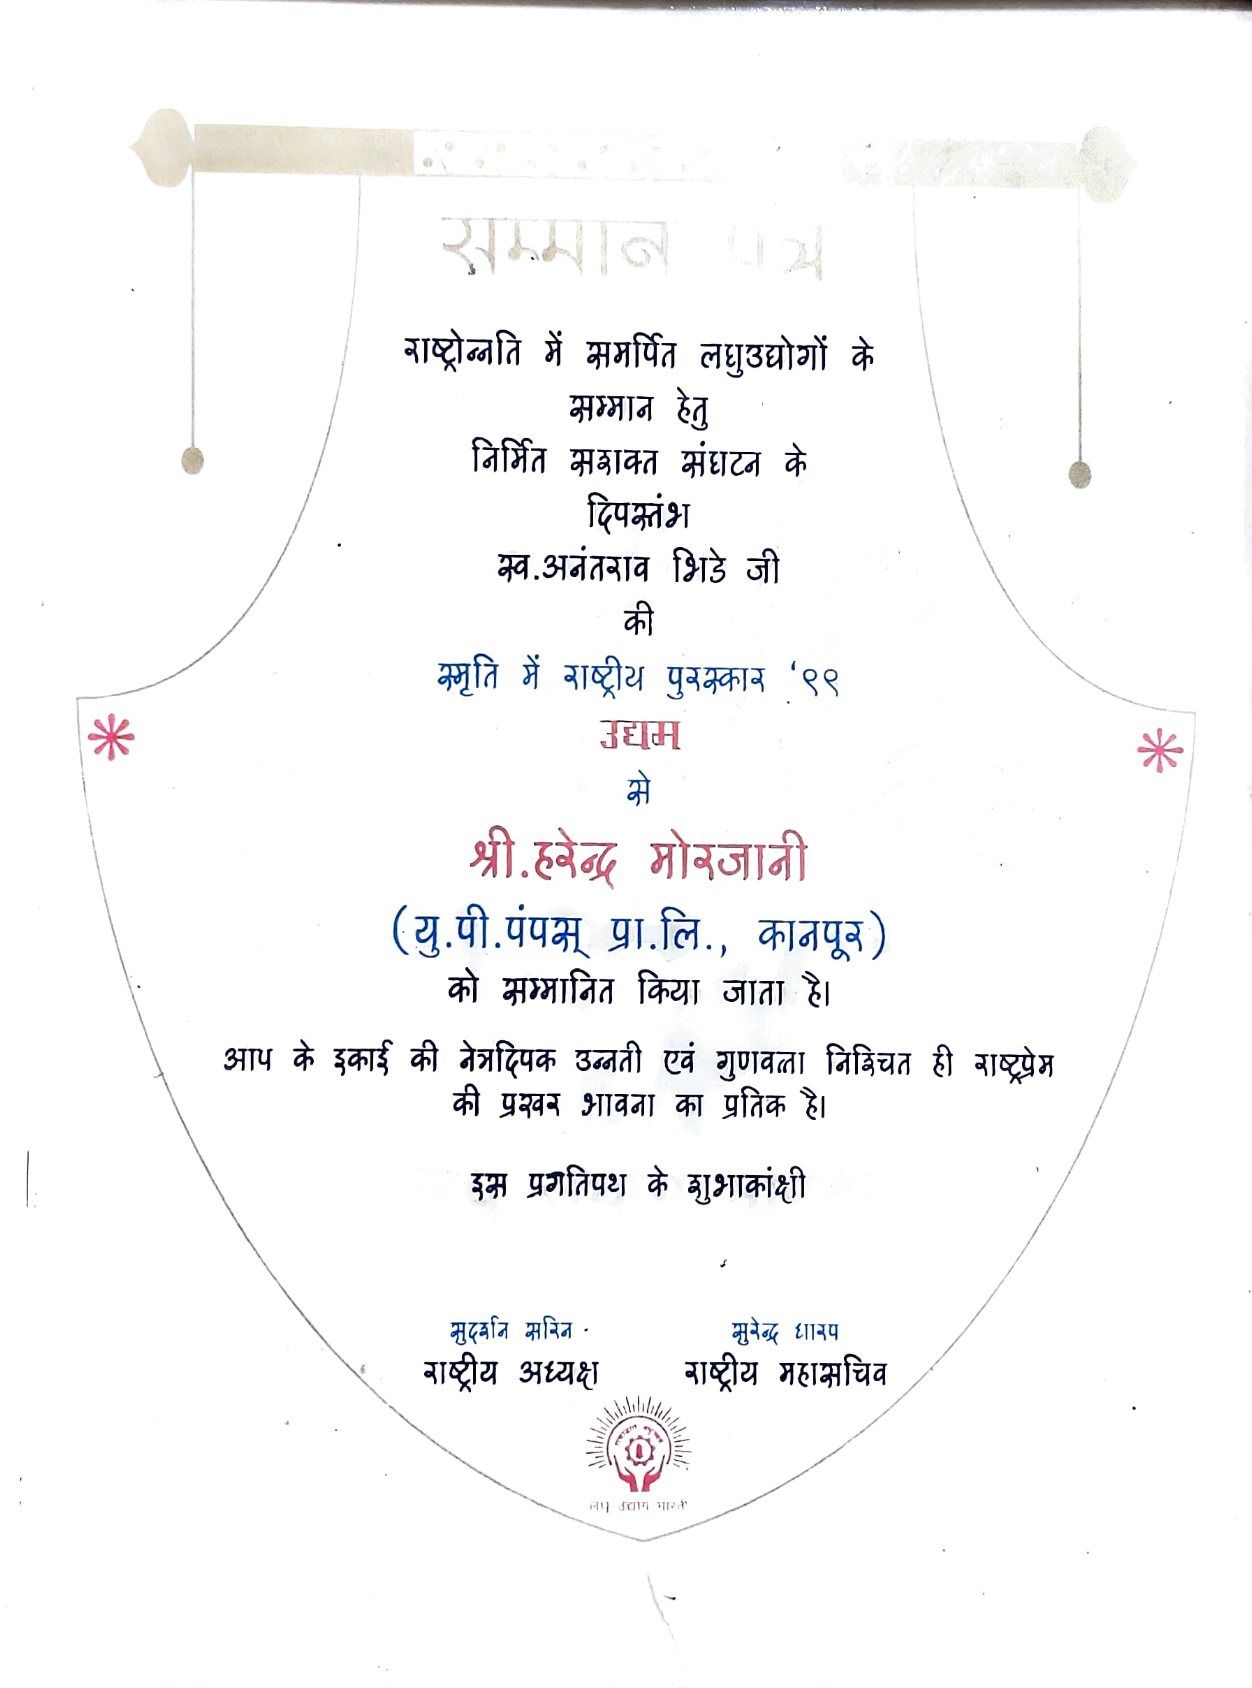 सम्मान पत्र
राष्ट्रोन्नति में समर्पित लघुउद्योगों के
सम्मान हेतु
निर्मित सशक्त संघटन के
दिपस्तंभ
स्व.अनंतराव भिडे जी
की
स्मृति में राष्ट्रीय पुरस्कार '९९
उद्यम
से
श्री.हरेन्द्र मोरजानी
(यु.पी.पंपस् प्रा.लि., कानपूर)
को सम्मानित किया जाता है।
आप के इकाई की नेत्रदिपक उन्नती एवं गुणवत्ता निश्चित ही राष्ट्रप्रेम
की प्रखर भावना का प्रतिक है।
इस प्रगतिपथ के शुभाकांक्षी
सुदर्शन सरिन सुरेन्द्र धारप
राष्ट्रीय अध्यक्ष राष्ट्रीय महासचिव
लघु उद्योग भारती